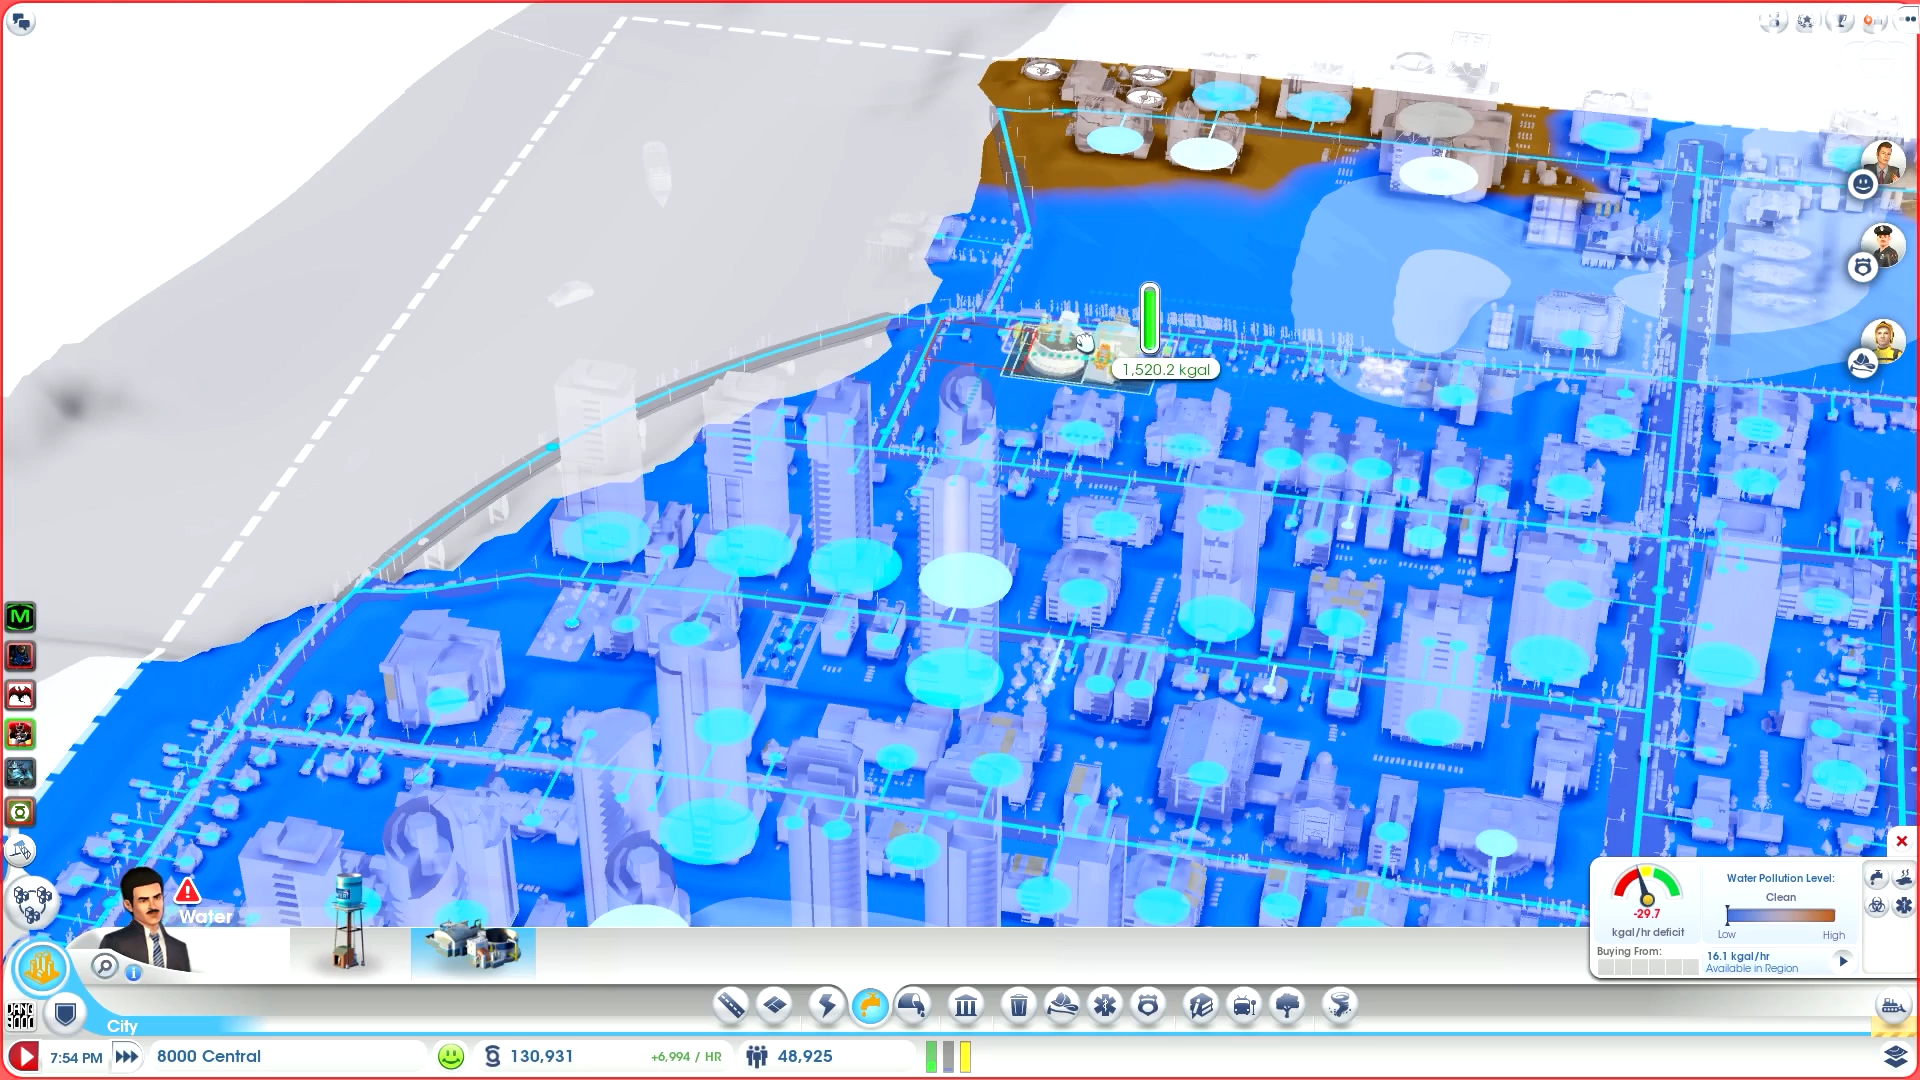 1,520.2 kgal
M
Water
Water Pollution Level:
Clean
-29.7
kgal/hr deficit
Low
High
Buying From:
16.1 kgal/hr
Available in Region
City
7:54 PM
8000 Central
130,931
+6,994 / HR
48,925